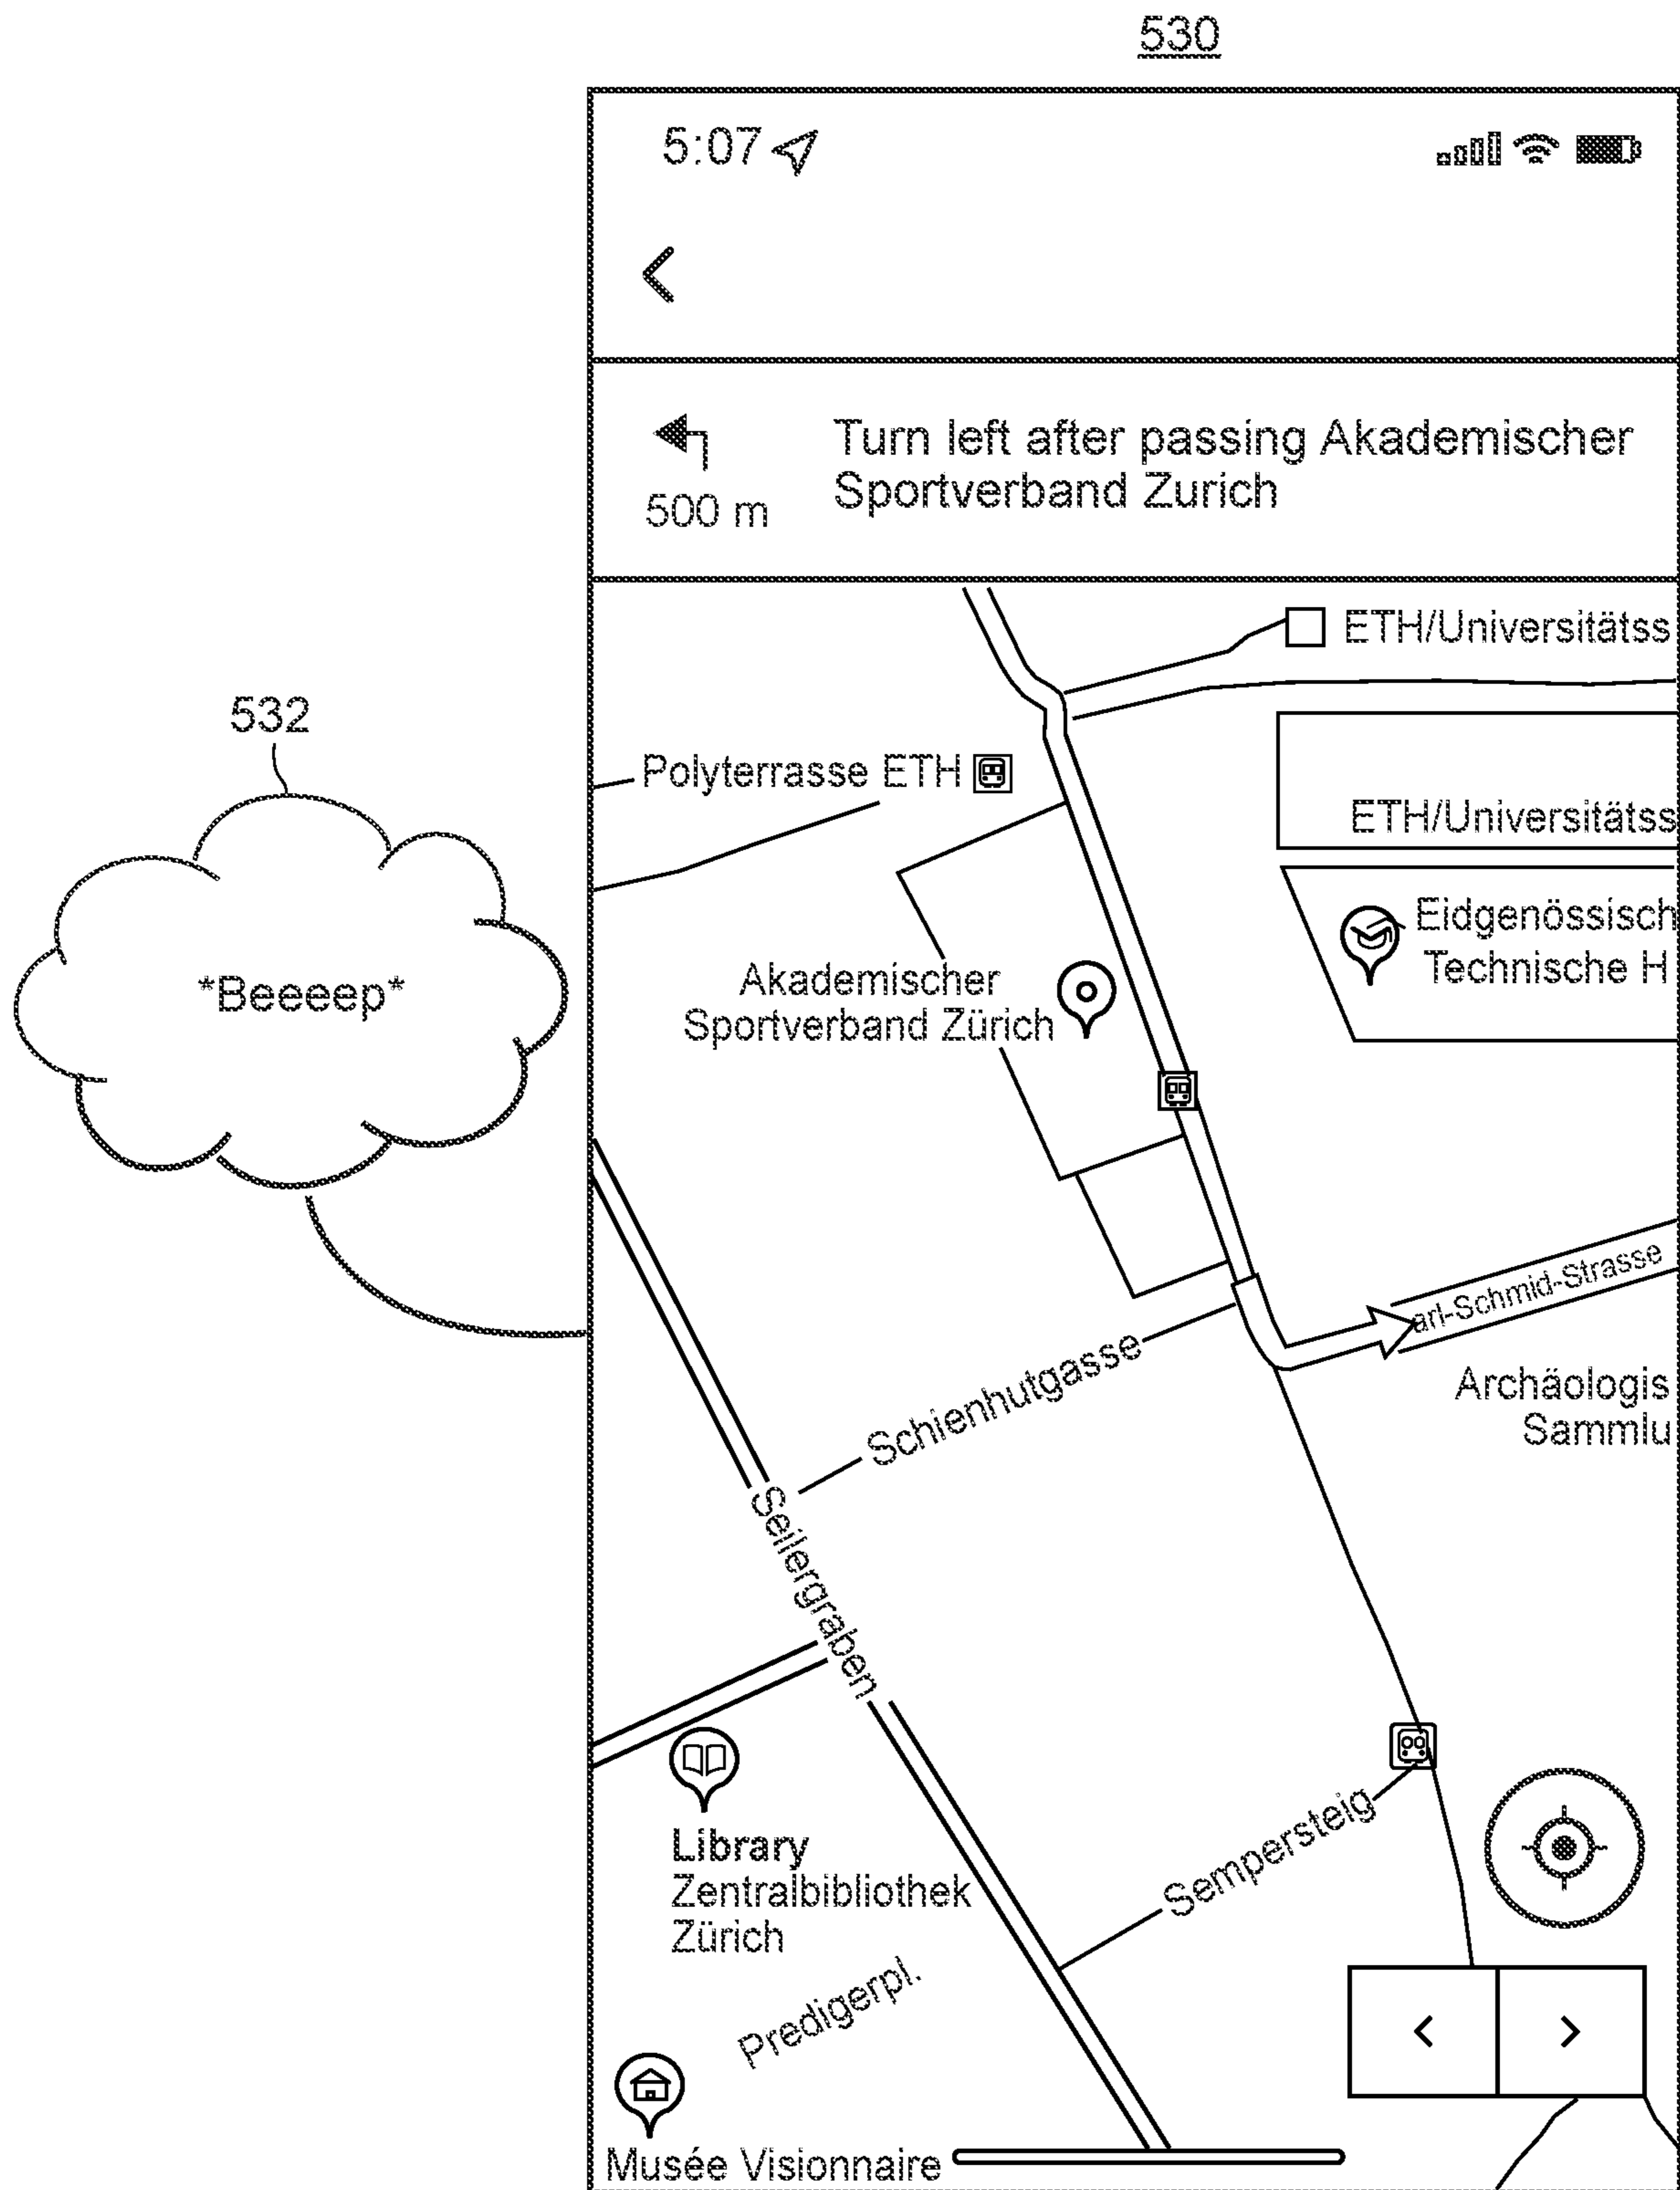 530
5:07
Turn left after passing Akademischer
Sportverband Zurich
500 m
ETH/Universitätss
532
Polyterrasse ETH
ETH/Universitätss
Eidgenössisch
Technische H
*Beeeep*
Akademischer
Sportverband Zürich
arl-Schmid-Strasse
Schienhutgasse
Archäologis
Sammlu
Seilergraben
Library
Zentralbibliothek
Zürich
Sempersteig
Predigerpl.
Musée Visionnaire